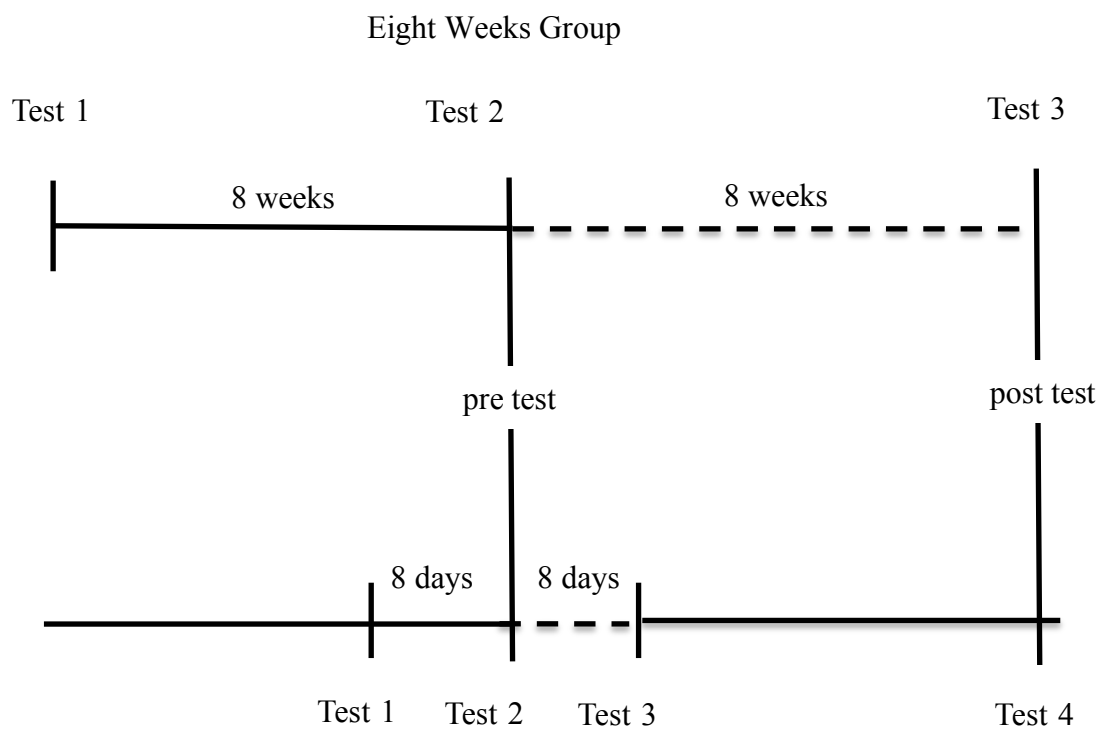 Eight Weeks Group
Test 1 Test 2 Test 3
8 weeks 8 weeks
pre test post test
8 days 8 days
Test 1 Test 2 Test 3 Test 4